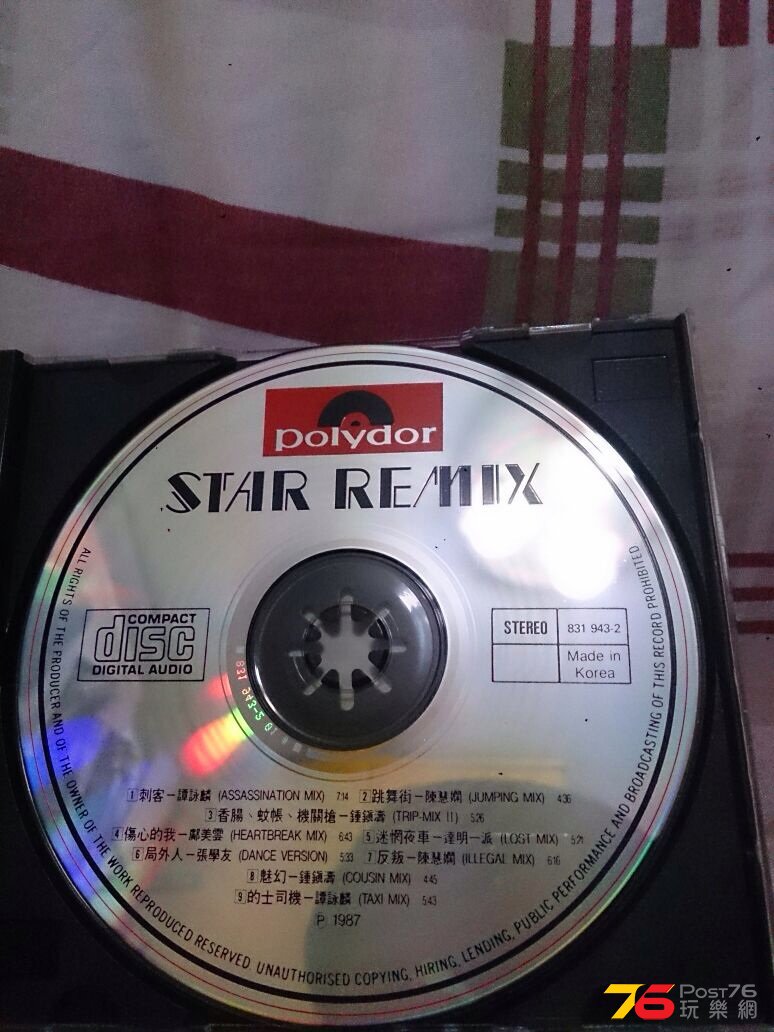 polydor
STAR REMIX
COMPACT
disc
DIGITAL AUDIO
STEREO 831 943-2
Made in
Korea
1 刺客－譚詠麟 (ASSASSINATION MIX) 7:14 2 跳舞街－陳慧嫻 (JUMPING MIX) 4:36
3 香腸、蚊帳、機關槍－鍾鎮濤 (TRIP-MIX II) 5:26
4 傷心的我－鄺美雲 (HEARTBREAK MIX) 6:43 5 迷惘夜車－達明一派 (LOST MIX) 5:21
6 局外人－張學友 (DANCE VERSION) 5:33 7 反叛－陳慧嫻 (ILLEGAL MIX) 6:16
8 魅幻－鍾鎮濤 (COUSIN MIX) 4:45
9 的士司機－譚詠麟 (TAXI MIX) 5:43
P 1987
ALL RIGHTS OF THE PRODUCER AND OF THE OWNER OF THE WORK REPRODUCED RESERVED. UNAUTHORISED COPYING, HIRING, LENDING, PUBLIC PERFORMANCE AND BROADCASTING OF THIS RECORD PROHIBITED
76 Post76
玩樂網